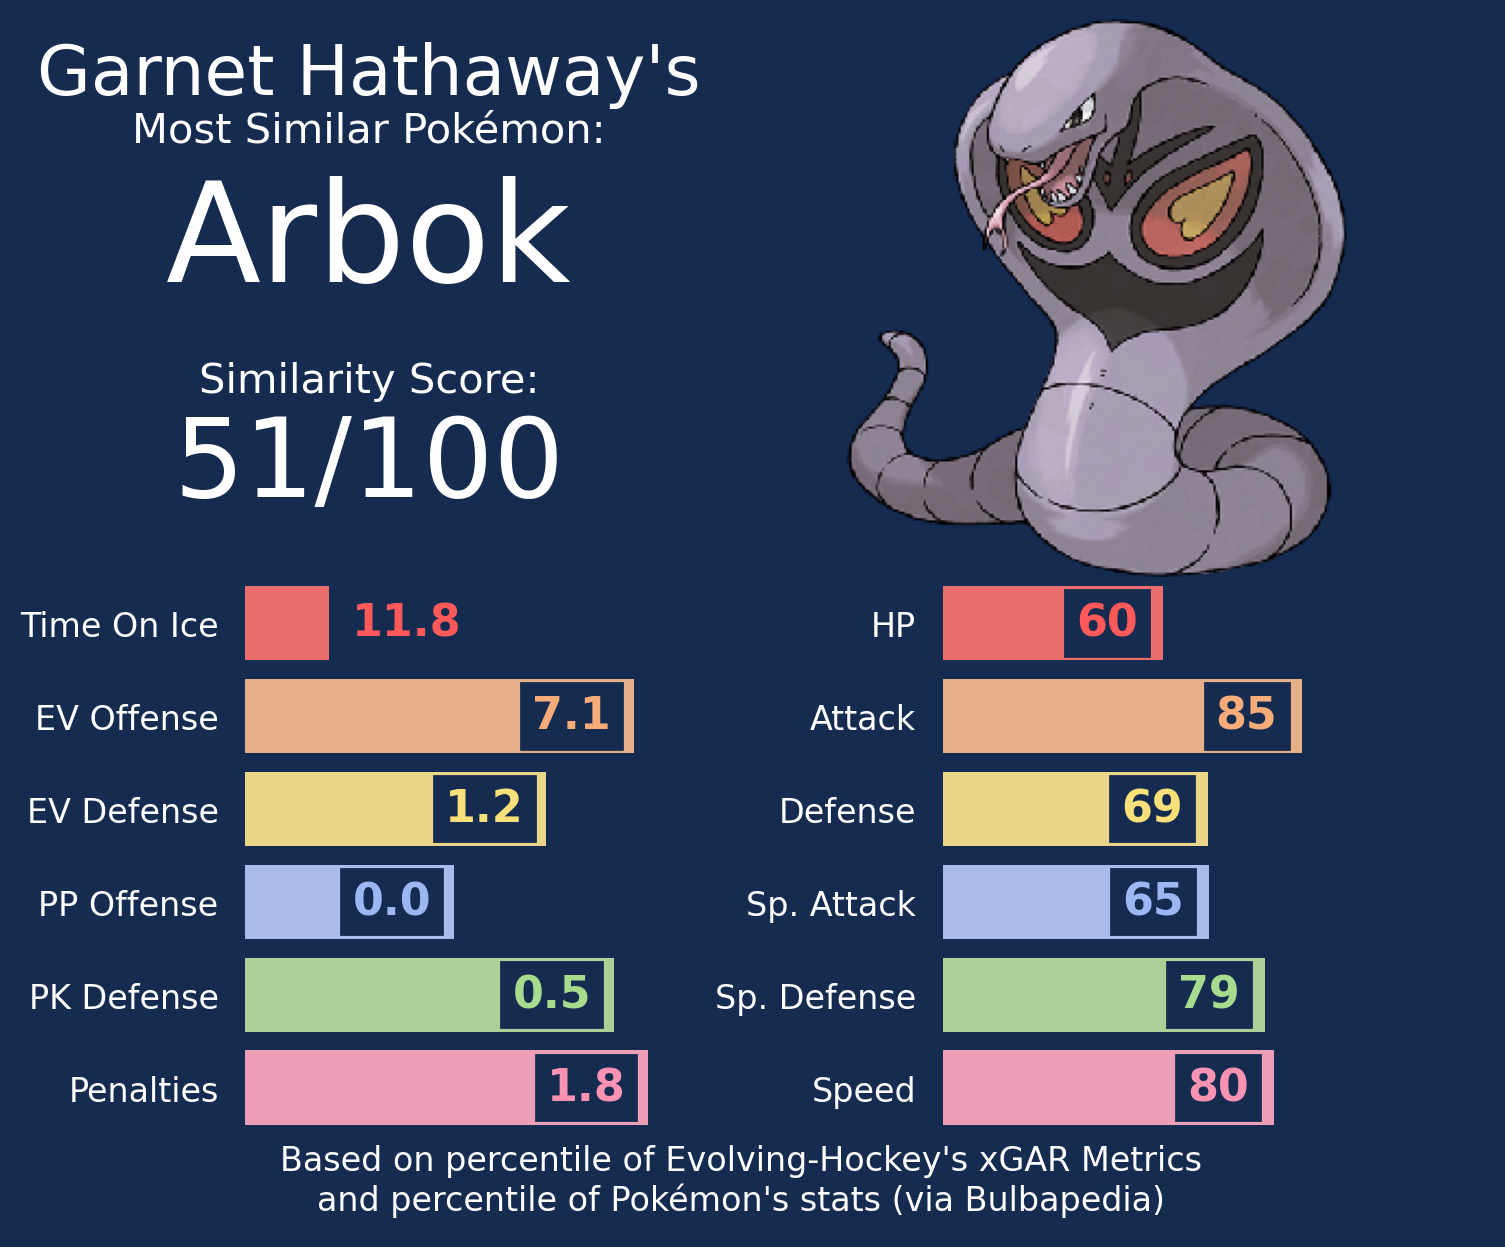 Garnet Hathaway's
Most Similar Pokémon:
Arbok
Similarity Score:
51/100
Time On Ice 11.8
EV Offense 7.1
EV Defense 1.2
PP Offense 0.0
PK Defense 0.5
Penalties 1.8
HP 60
Attack 85
Defense 69
Sp. Attack 65
Sp. Defense 79
Speed 80
Based on percentile of Evolving-Hockey's xGAR Metrics
and percentile of Pokémon's stats (via Bulbapedia)